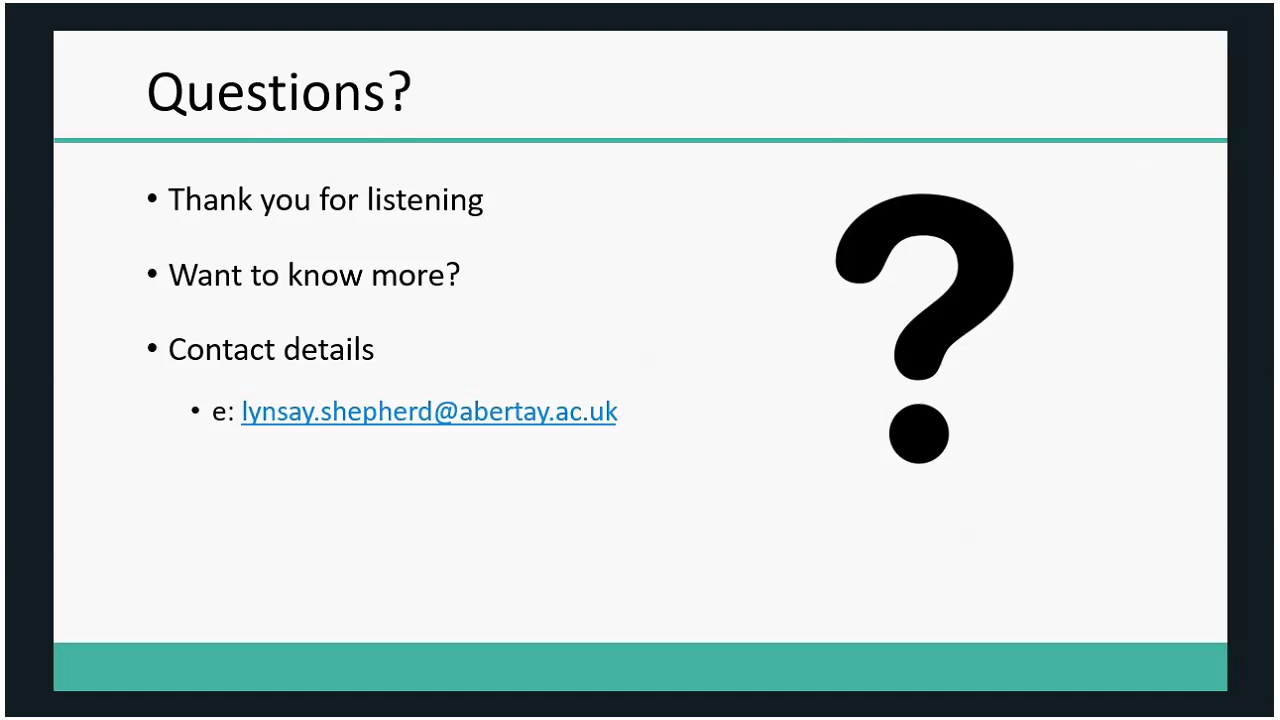 Questions?
• Thank you for listening
• Want to know more?
• Contact details
• e: lynsay.shepherd@abertay.ac.uk
?